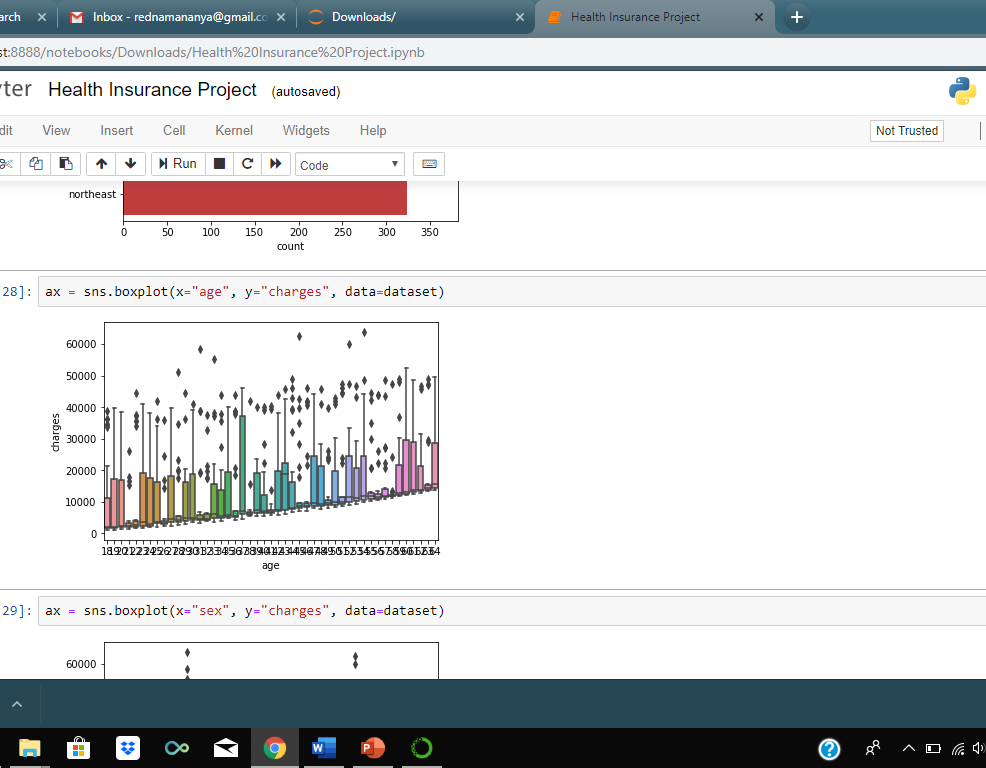 arch Inbox - rednamananya@gmail.co Downloads/ Health Insurance Project
st:8888/notebooks/Downloads/Health%20Insurance%20Project.ipynb
yter Health Insurance Project (autosaved)
dit View Insert Cell Kernel Widgets Help Not Trusted
Run Code
northeast
0 50 100 150 200 250 300 350
count
28]: ax = sns.boxplot(x="age", y="charges", data=dataset)
60000
50000
40000
30000
20000
10000
0
charges
age
29]: ax = sns.boxplot(x="sex", y="charges", data=dataset)
60000